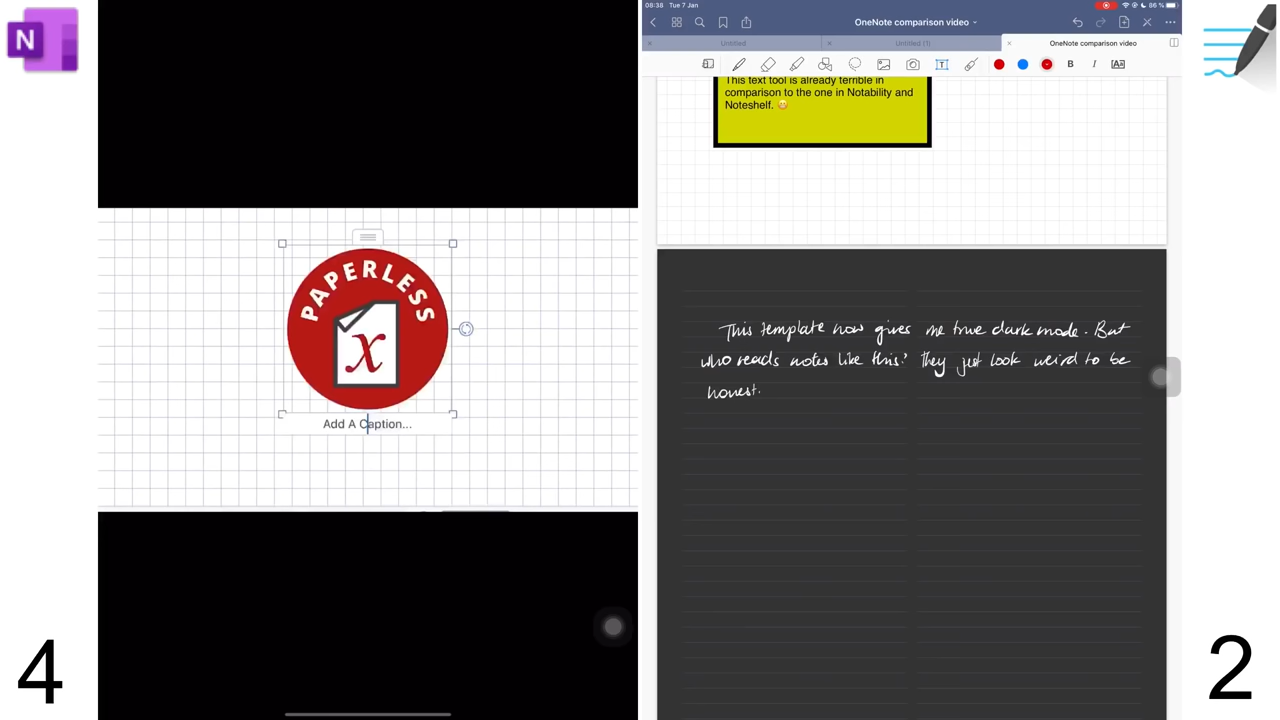 N
PAPERLESS
x
Add A Caption...
4
08:38 Tue 7 Jan
86 %
OneNote comparison video
Untitled
Untitled (1)
OneNote comparison video
T
B
I
Aa
This text tool is already terrible in
comparison to the one in Notability and
Noteshelf. 😁
This template now gives me true dark mode. But
who reads notes like this? They just look weird to be
honest.
2